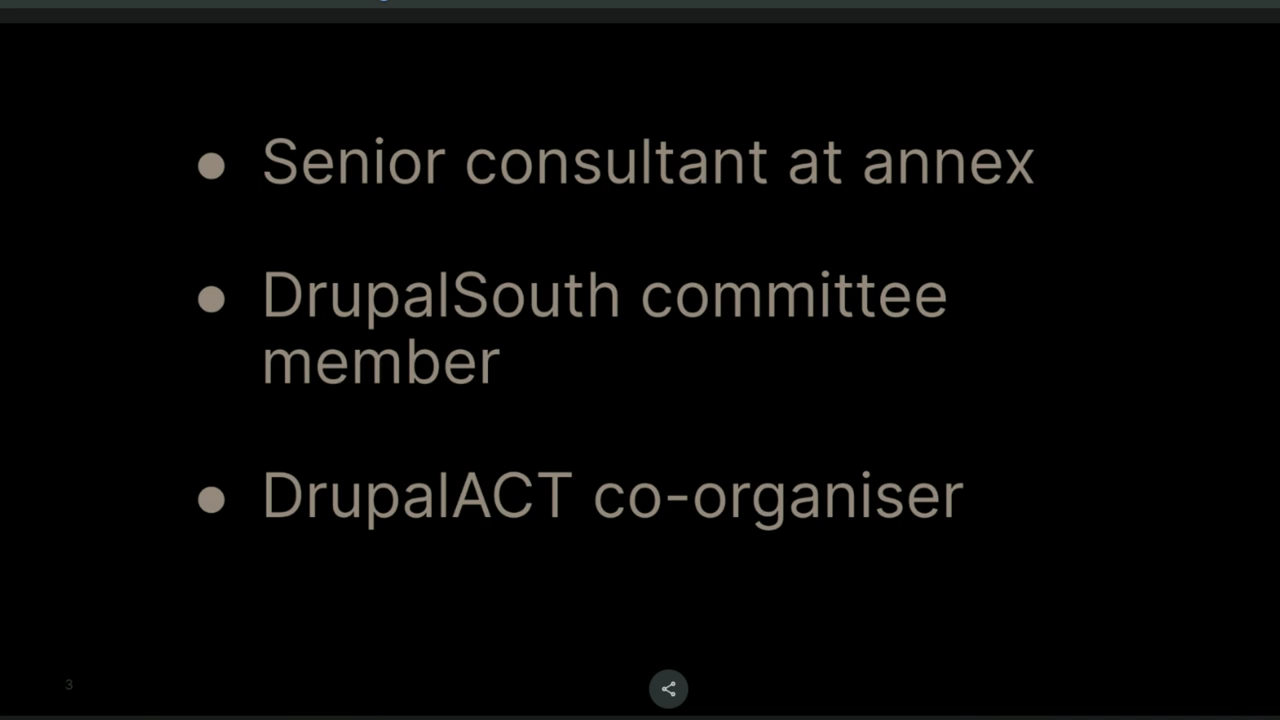 ● Senior consultant at annex
● DrupalSouth committee
member
● DrupalACT co-organiser
3